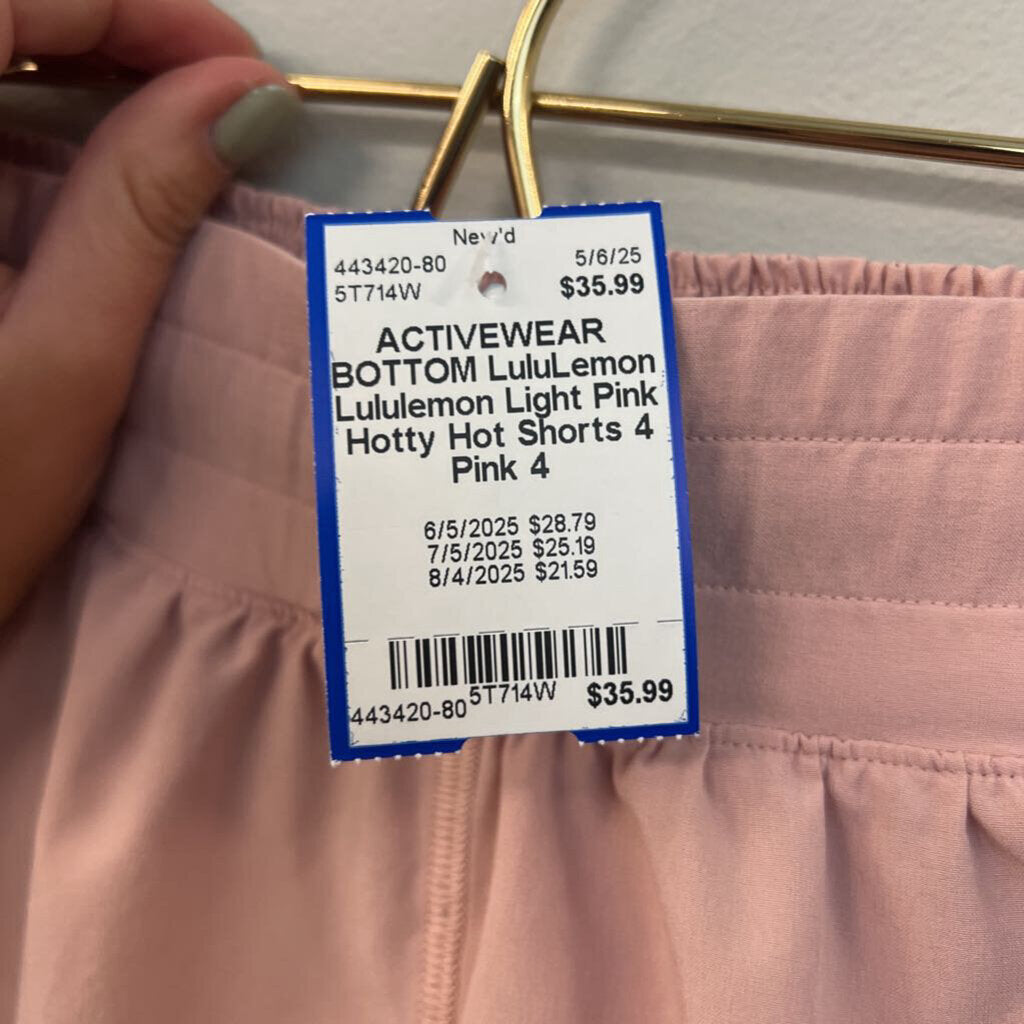 New'd
443420-80 5/6/25
5T714W $35.99
ACTIVEWEAR
BOTTOM LuluLemon
Lululemon Light Pink
Hotty Hot Shorts 4
Pink 4
6/5/2025 $28.79
7/5/2025 $25.19
8/4/2025 $21.59
443420-80 5T714W $35.99